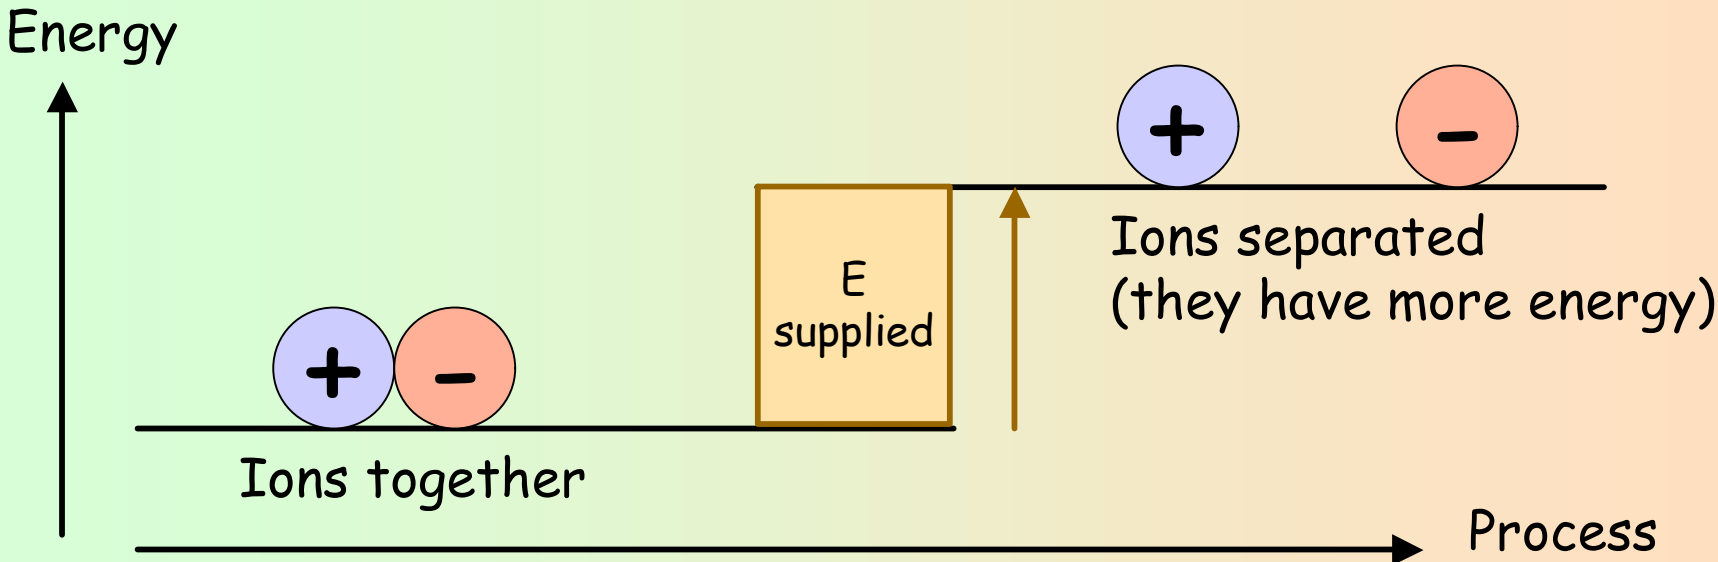 Energy
+
-
E
supplied
Ions together
+
-
Ions separated
(they have more energy)
Process